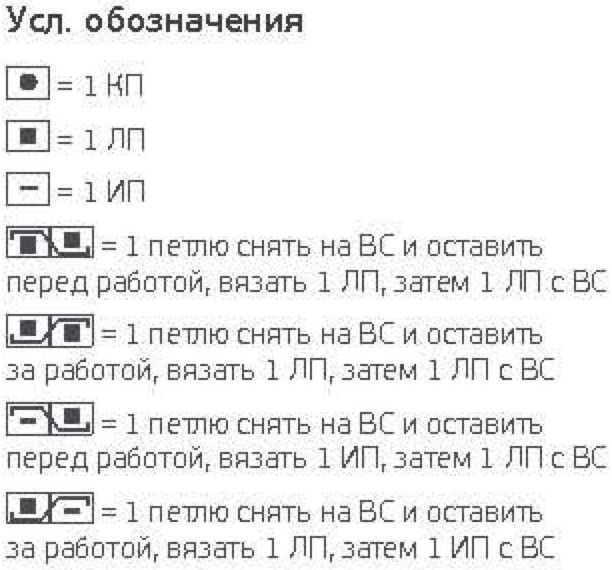 Усл. обозначения
= 1 КП
= 1 ЛП
= 1 ИП
= 1 петлю снять на ВС и оставить
перед работой, вязать 1 ЛП, затем 1 ЛП с ВС
= 1 петлю снять на ВС и оставить
за работой, вязать 1 ЛП, затем 1 ЛП с ВС
= 1 петлю снять на ВС и оставить
перед работой, вязать 1 ИП, затем 1 ЛП с ВС
= 1 петлю снять на ВС и оставить
за работой, вязать 1 ЛП, затем 1 ИП с ВС